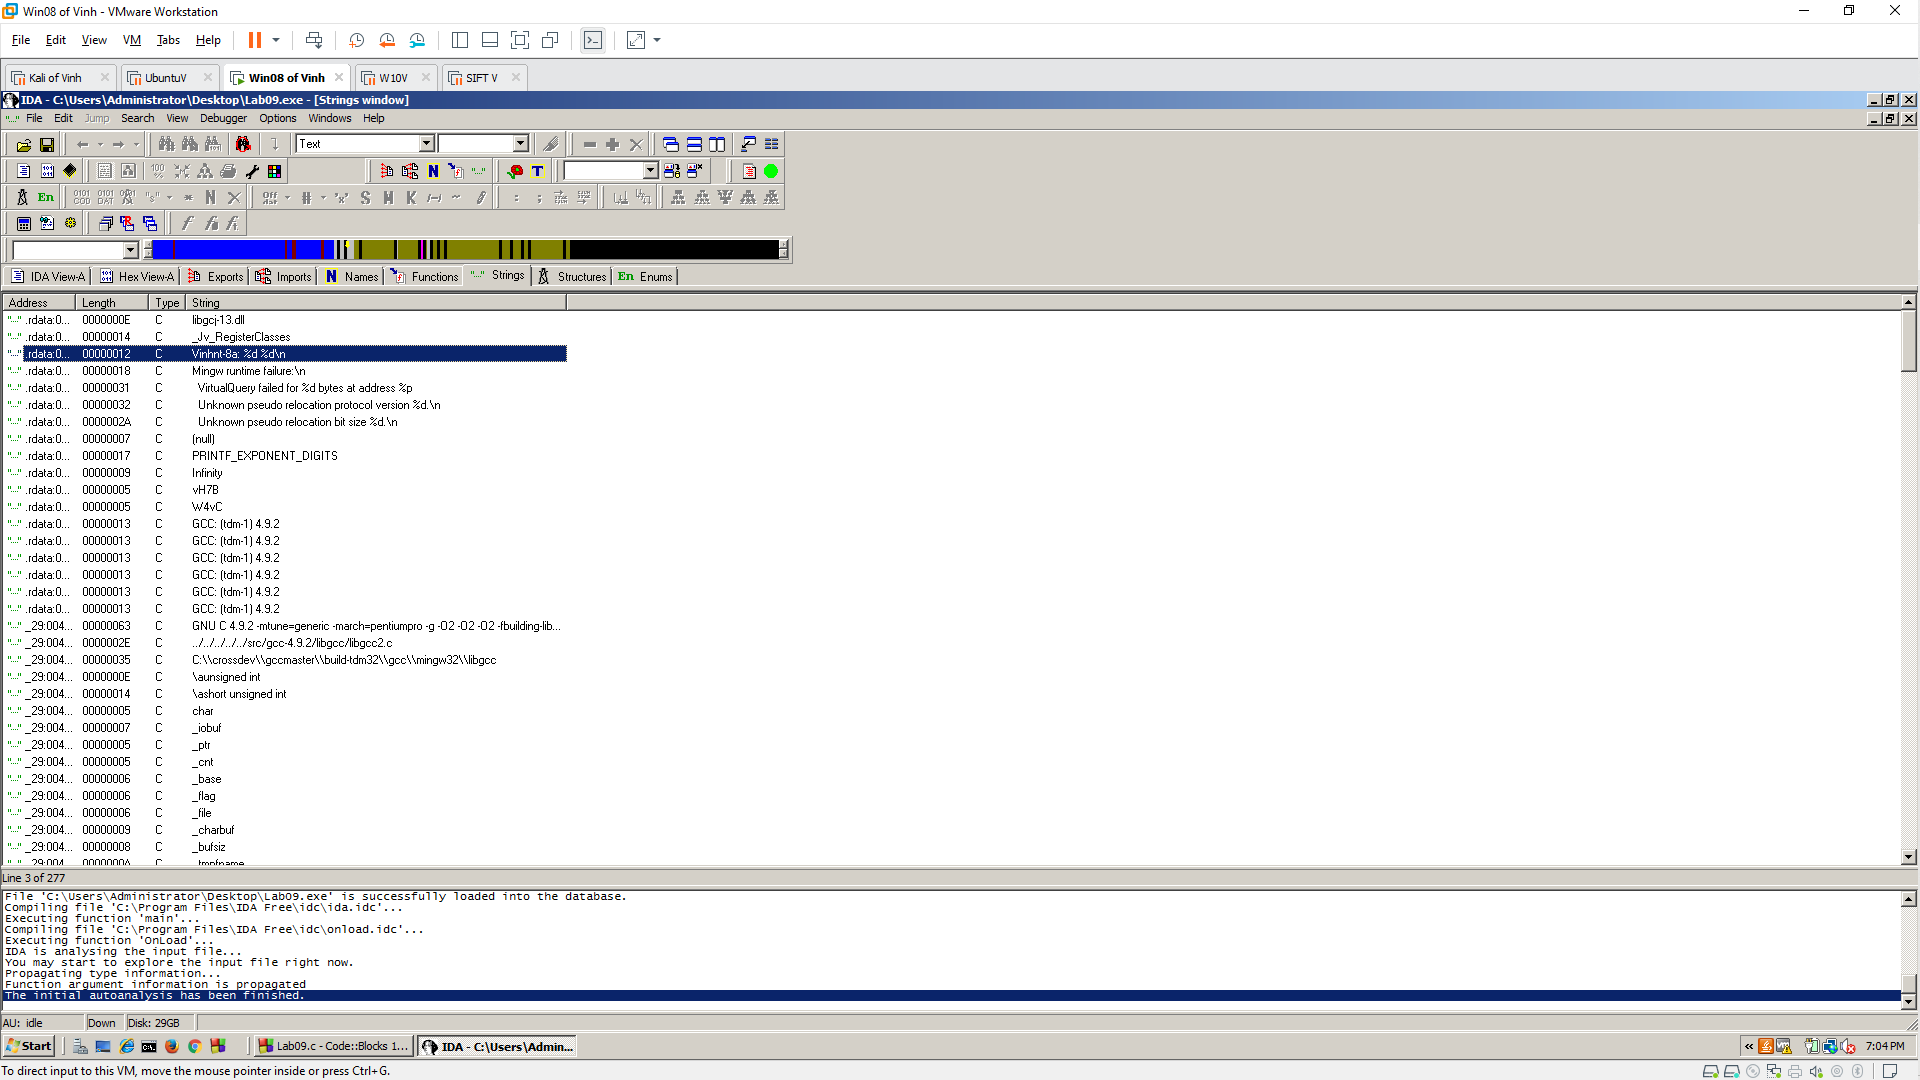 Win08 of Vinh - VMware Workstation
File Edit View VM Tabs Help
Kali of Vinh UbuntuV Win08 of Vinh W10V SIFT V
IDA - C:\Users\Administrator\Desktop\Lab09.exe - [Strings window]
File Edit Jump Search View Debugger Options Windows Help
Text
IDA View-A Hex View-A Exports Imports Names Functions Strings Structures Enums
Address Length Type String
.rdata:0... 0000000E C libgcj-13.dll
.rdata:0... 00000014 C _Jv_RegisterClasses
.rdata:0... 00000012 C Vinhnt-8a: %d %d\n
.rdata:0... 00000018 C Mingw runtime failure:\n
.rdata:0... 00000031 C VirtualQuery failed for %d bytes at address %p
.rdata:0... 00000032 C Unknown pseudo relocation protocol version %d.\n
.rdata:0... 0000002A C Unknown pseudo relocation bit size %d.\n
.rdata:0... 00000007 C (null)
.rdata:0... 00000017 C PRINTF_EXPONENT_DIGITS
.rdata:0... 00000009 C Infinity
.rdata:0... 00000005 C vH7B
.rdata:0... 00000005 C W4vC
.rdata:0... 00000013 C GCC: (tdm-1) 4.9.2
.rdata:0... 00000013 C GCC: (tdm-1) 4.9.2
.rdata:0... 00000013 C GCC: (tdm-1) 4.9.2
.rdata:0... 00000013 C GCC: (tdm-1) 4.9.2
.rdata:0... 00000013 C GCC: (tdm-1) 4.9.2
.rdata:0... 00000013 C GCC: (tdm-1) 4.9.2
_29:004... 00000063 C GNU C 4.9.2 -mtune=generic -march=pentiumpro -g -O2 -O2 -O2 -fbuilding-lib...
_29:004... 0000002E C ../../../../../src/gcc-4.9.2/libgcc/libgcc2.c
_29:004... 00000035 C C:\\crossdev\\gccmaster\\build-tdm32\\gcc\\mingw32\\libgcc
_29:004... 0000000E C \aunsigned int
_29:004... 00000014 C \ashort unsigned int
_29:004... 00000005 C char
_29:004... 00000007 C _iobuf
_29:004... 00000005 C _ptr
_29:004... 00000005 C _cnt
_29:004... 00000006 C _base
_29:004... 00000006 C _flag
_29:004... 00000006 C _file
_29:004... 00000009 C _charbuf
_29:004... 00000008 C _bufsiz
_29:004... 0000000A C _tmpfname
Line 3 of 277
File 'C:\Users\Administrator\Desktop\Lab09.exe' is successfully loaded into the database.
Compiling file 'C:\Program Files\IDA Free\idc\ida.idc'...
Executing function 'main'...
Compiling file 'C:\Program Files\IDA Free\idc\onload.idc'...
Executing function 'OnLoad'...
IDA is analysing the input file...
You may start to explore the input file right now.
Propagating type information...
Function argument information is propagated
The initial autoanalysis has been finished.
AU: idle Down Disk: 29GB
Start Lab09.c - Code::Blocks 1... IDA - C:\Users\Admin... 7:04 PM
To direct input to this VM, move the mouse pointer inside or press Ctrl+G.